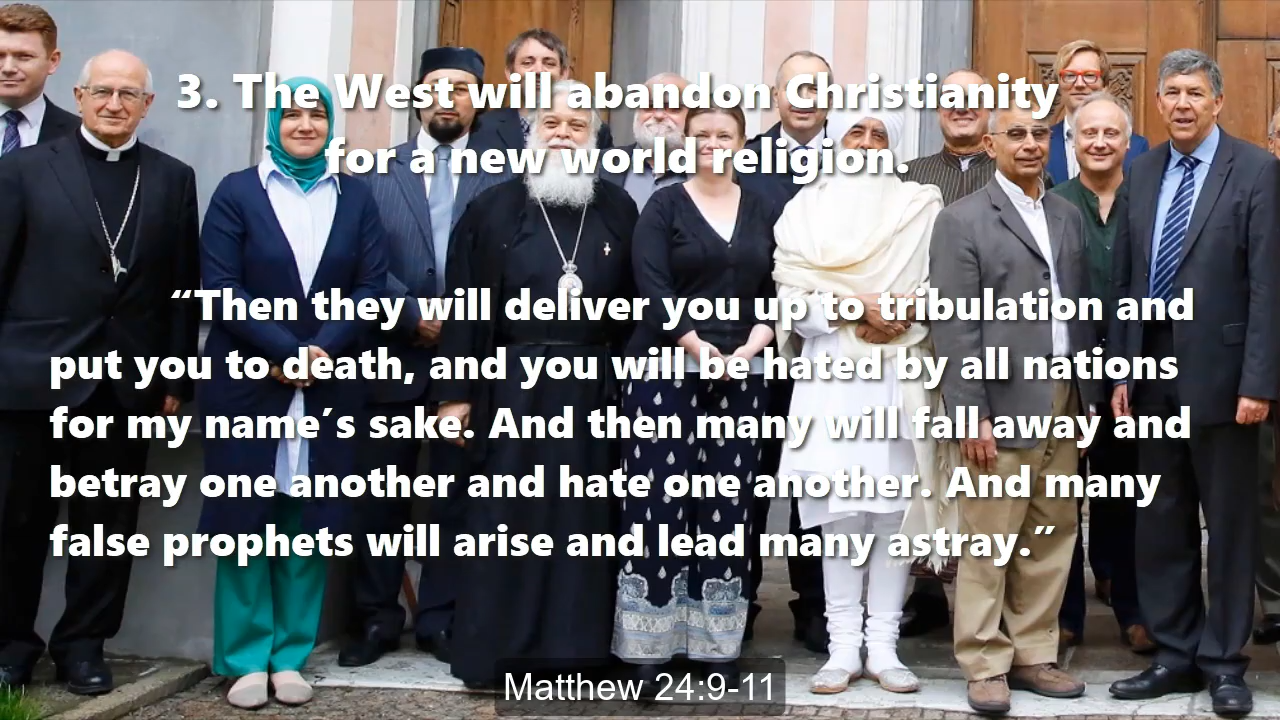 3. The West will abandon Christianity
for a new world religion.
“Then they will deliver you up to tribulation and
put you to death, and you will be hated by all nations
for my name′s sake. And then many will fall away and
betray one another and hate one another. And many
false prophets will arise and lead many astray.”
Matthew 24:9-11